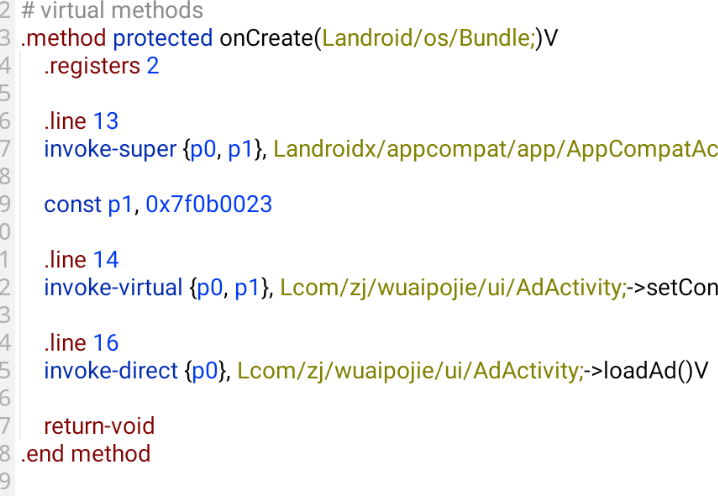 2 # virtual methods
3 .method protected onCreate(Landroid/os/Bundle;)V
4 .registers 2
5
6 .line 13
7 invoke-super {p0, p1}, Landroidx/appcompat/app/AppCompatAc
8
9 const p1, 0x7f0b0023
0
1 .line 14
2 invoke-virtual {p0, p1}, Lcom/zj/wuaipojie/ui/AdActivity;->setCon
3
4 .line 16
5 invoke-direct {p0}, Lcom/zj/wuaipojie/ui/AdActivity;->loadAd()V
6
7 return-void
8 .end method
9